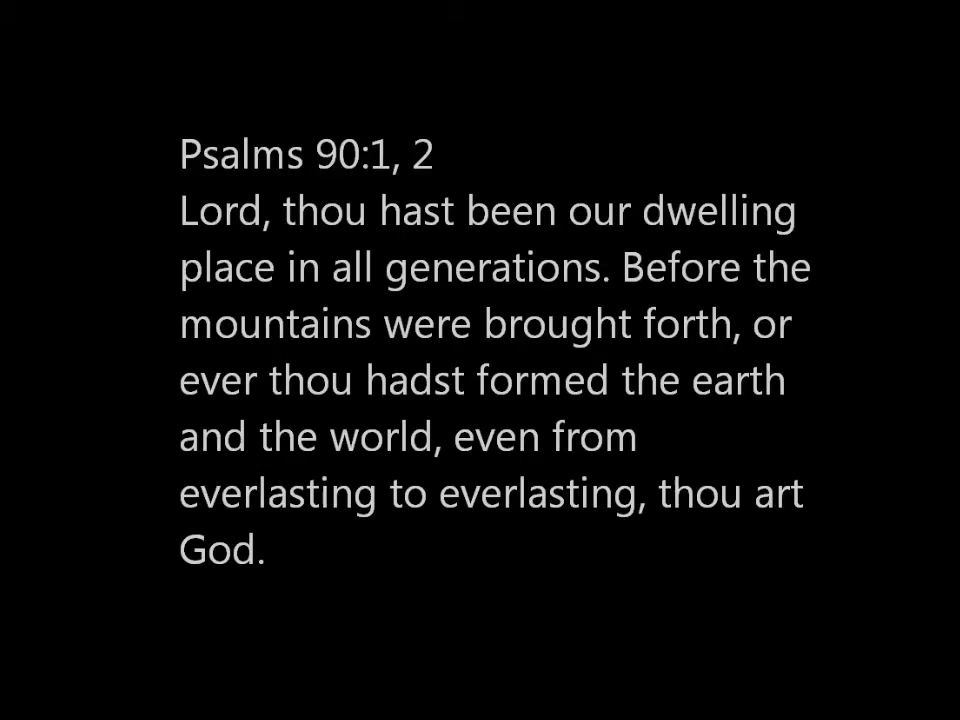 Psalms 90:1, 2
Lord, thou hast been our dwelling
place in all generations. Before the
mountains were brought forth, or
ever thou hadst formed the earth
and the world, even from
everlasting to everlasting, thou art
God.